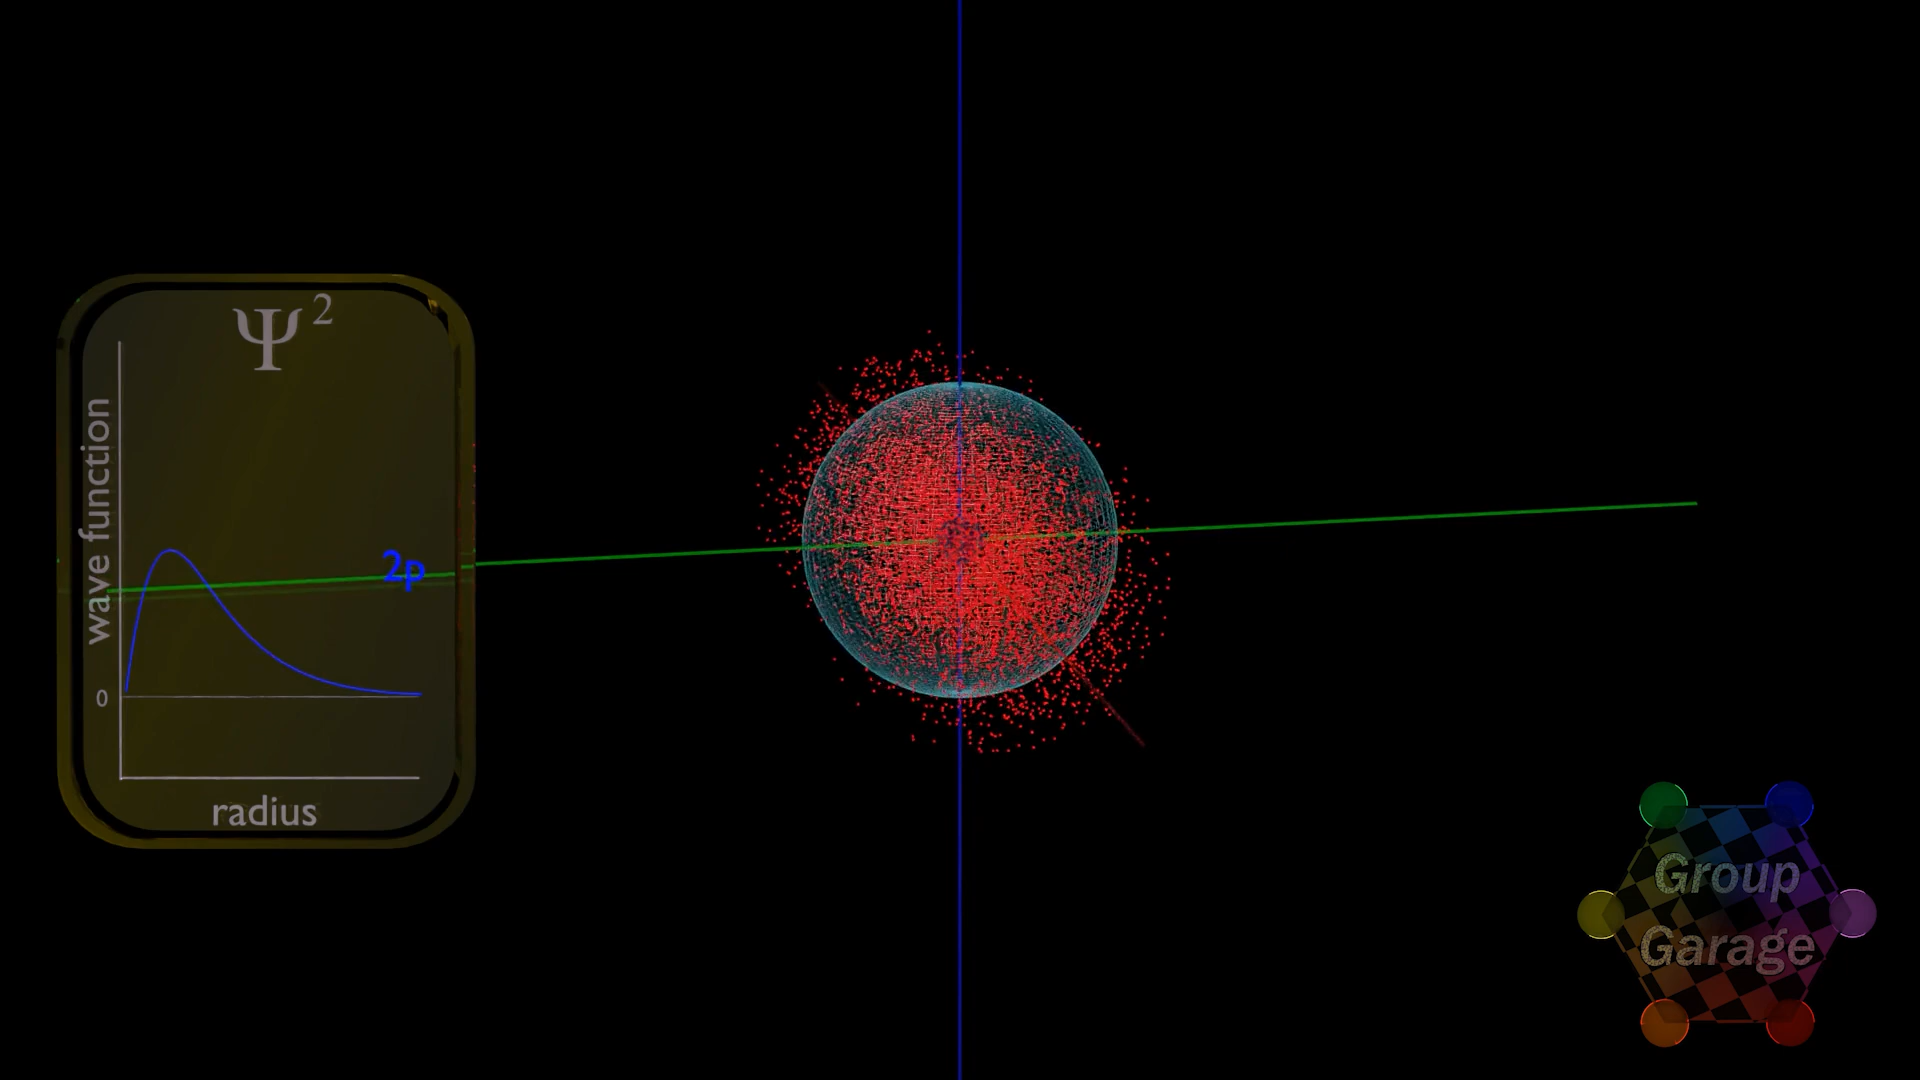 Ψ²
wave function
2p
0
radius
Group
Garage